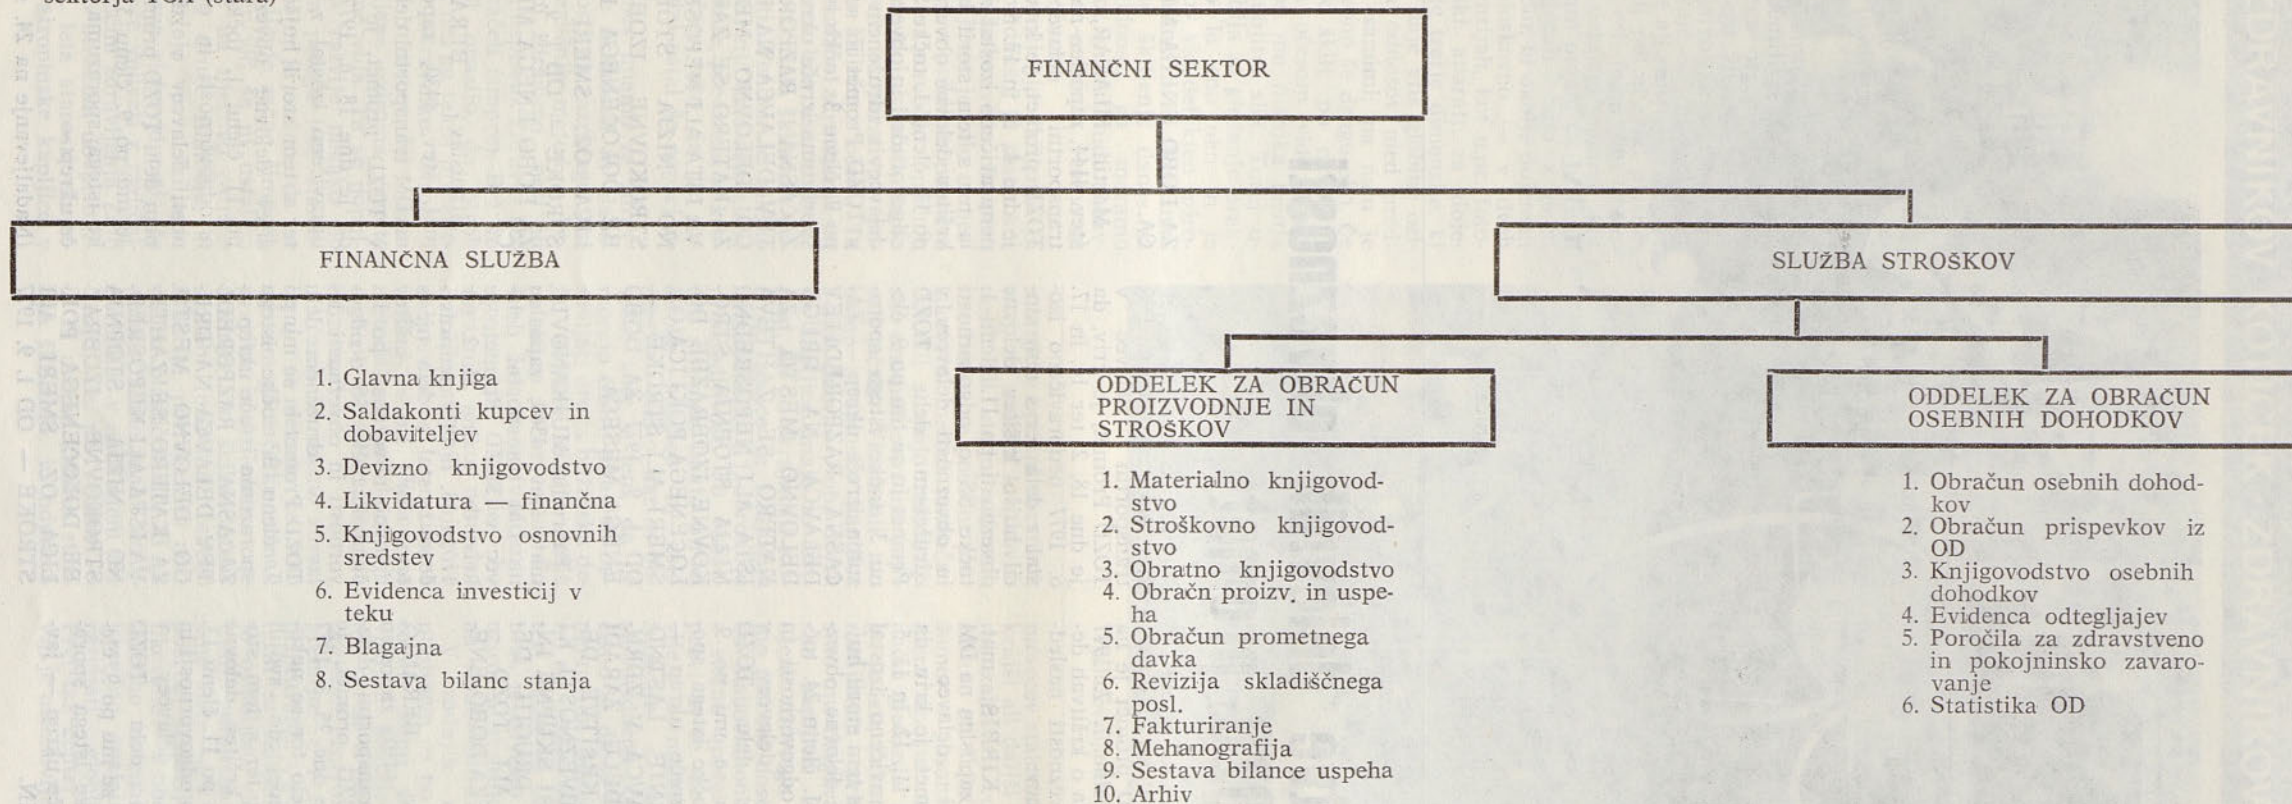 sektorja TGA (stara)
FINANČNI SEKTOR
FINANČNA SLUŽBA
SLUŽBA STROŠKOV
1. Glavna knjiga
2. Saldakonti kupcev in
dobaviteljev
3. Devizno knjigovodstvo
4. Likvidatura — finančna
5. Knjigovodstvo osnovnih
sredstev
6. Evidenca investicij v
teku
7. Blagajna
8. Sestava bilanc stanja
ODDELEK ZA OBRAČUN
PROIZVODNJE IN
STROŠKOV
1. Materialno knjigovod-
stvo
2. Stroškovno knjigovod-
stvo
3. Obratno knjigovodstvo
4. Obračn proizv. in uspe-
ha
5. Obračun prometnega
davka
6. Revizija skladiščnega
posl.
7. Fakturiranje
8. Mehanografija
9. Sestava bilance uspeha
10. Arhiv
ODDELEK ZA OBRAČUN
OSEBNIH DOHODKOV
1. Obračun osebnih dohod-
kov
2. Obračun prispevkov iz
OD
3. Knjigovodstvo osebnih
dohodkov
4. Evidenca odtegljajev
5. Poročila za zdravstveno
in pokojninsko zavaro-
vanje
6. Statistika OD